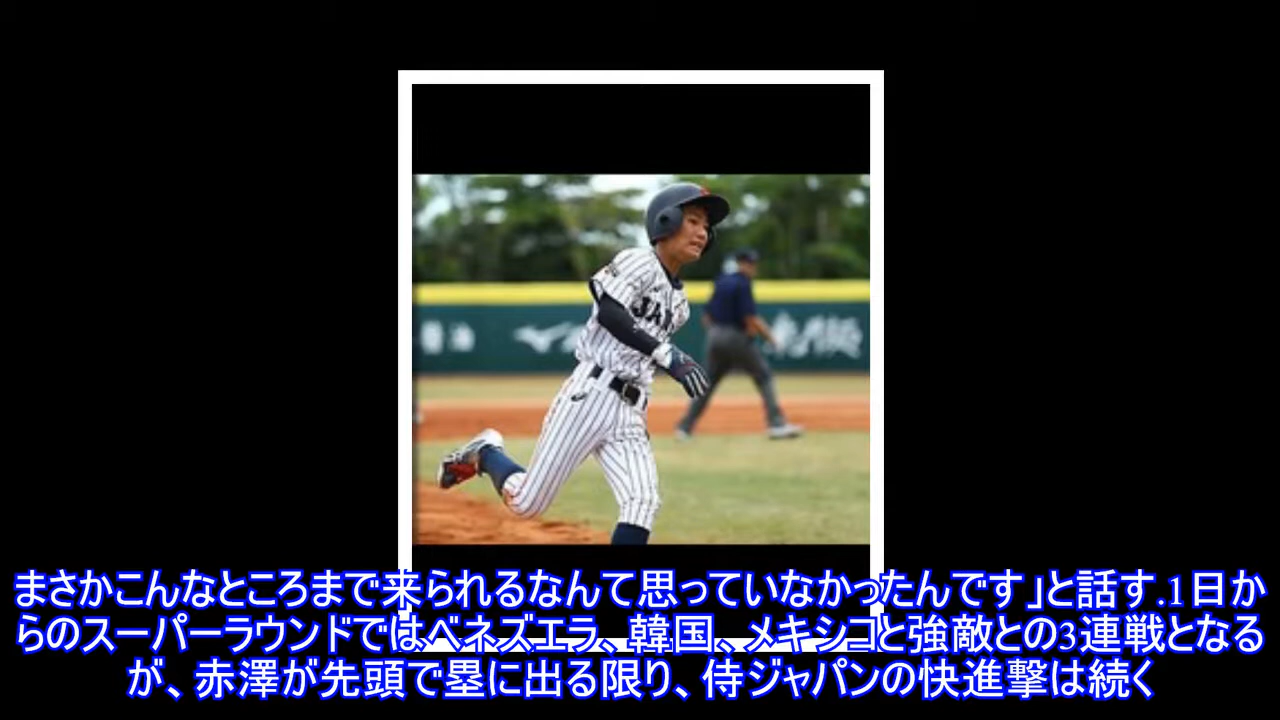 JA
まさかこんなところまで来られるなんて思っていなかったんです」と話す.1日か
らのスーパーラウンドではベネズエラ、韓国、メキシコと強敵との3連戦となる
が、赤澤が先頭で塁に出る限り、侍ジャパンの快進撃は続く